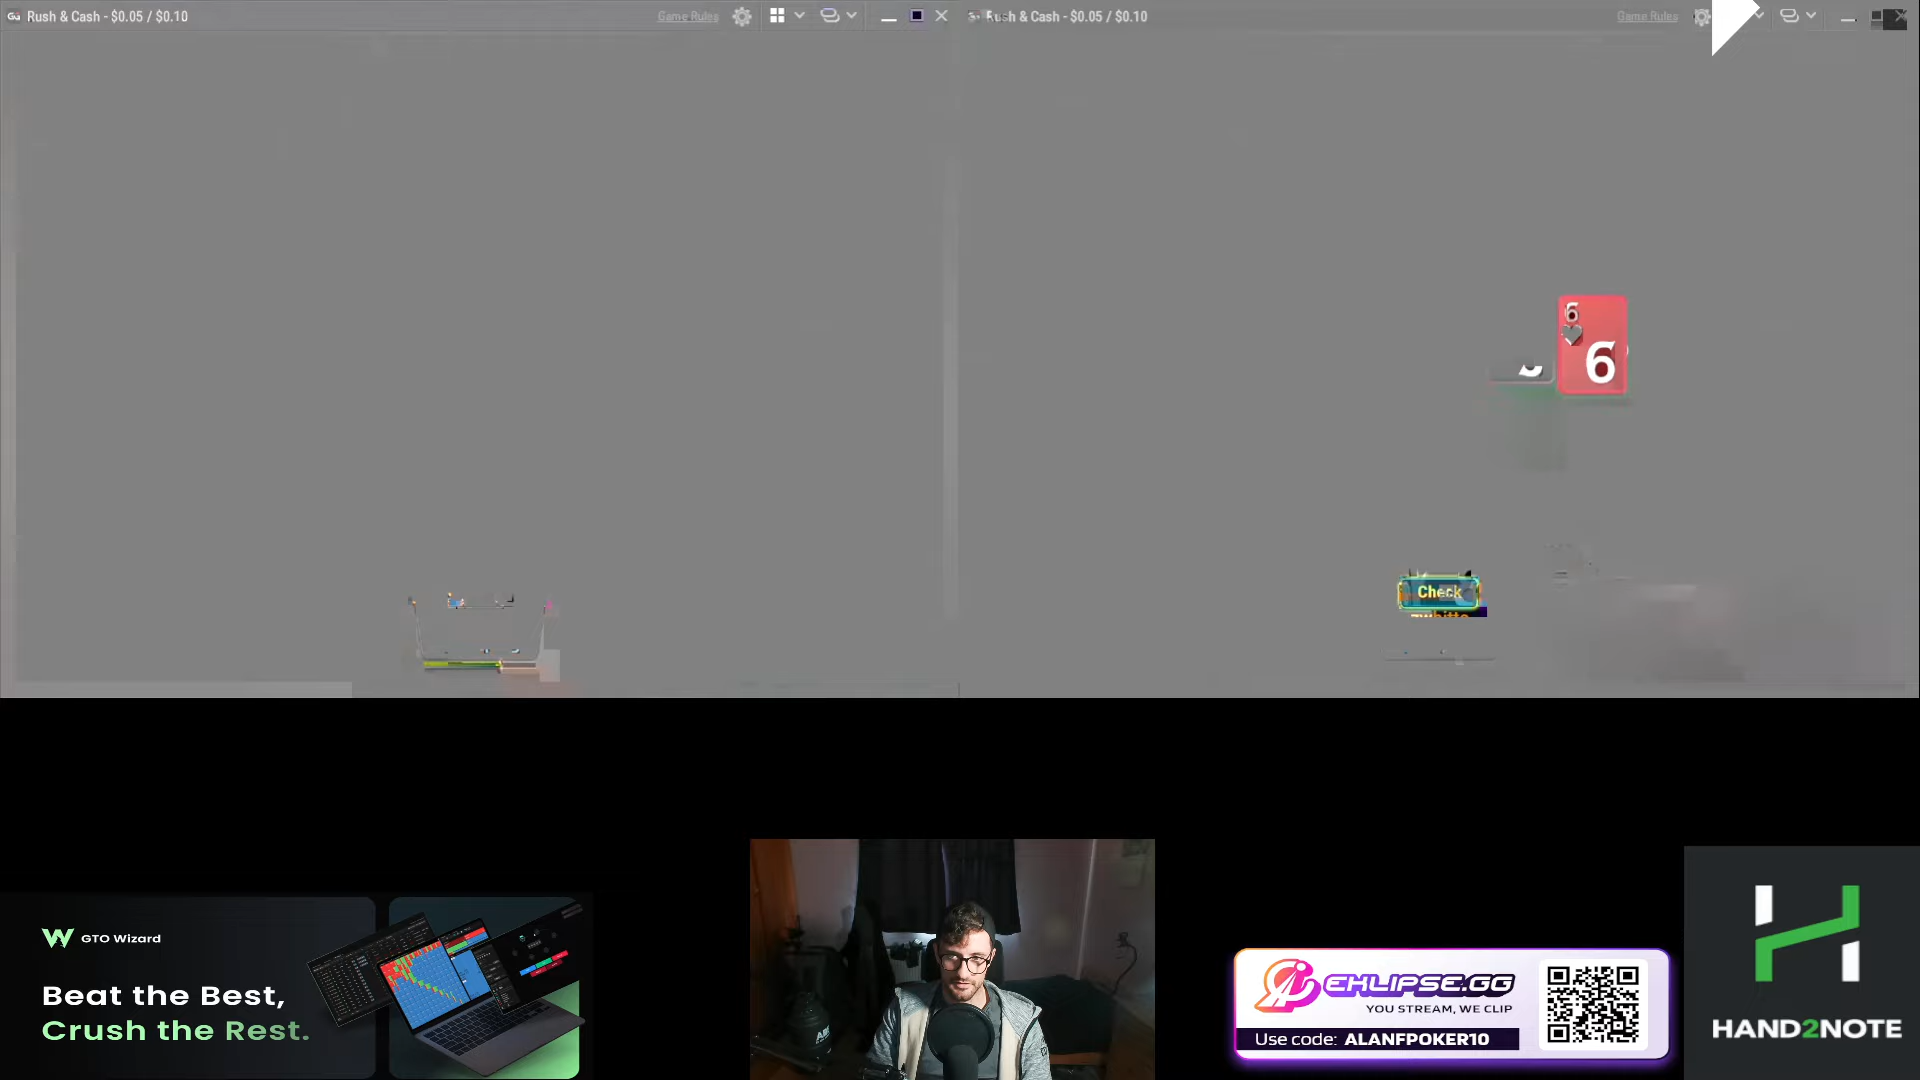 Rush & Cash - $0.05 / $0.10
Game Rules
Rush & Cash - $0.05 / $0.10
Game Rules
6
6
Check
GTO Wizard
Beat the Best,
Crush the Rest.
EKLIPSE.GG
YOU STREAM, WE CLIP
Use code: ALANFPOKER10
HAND2NOTE